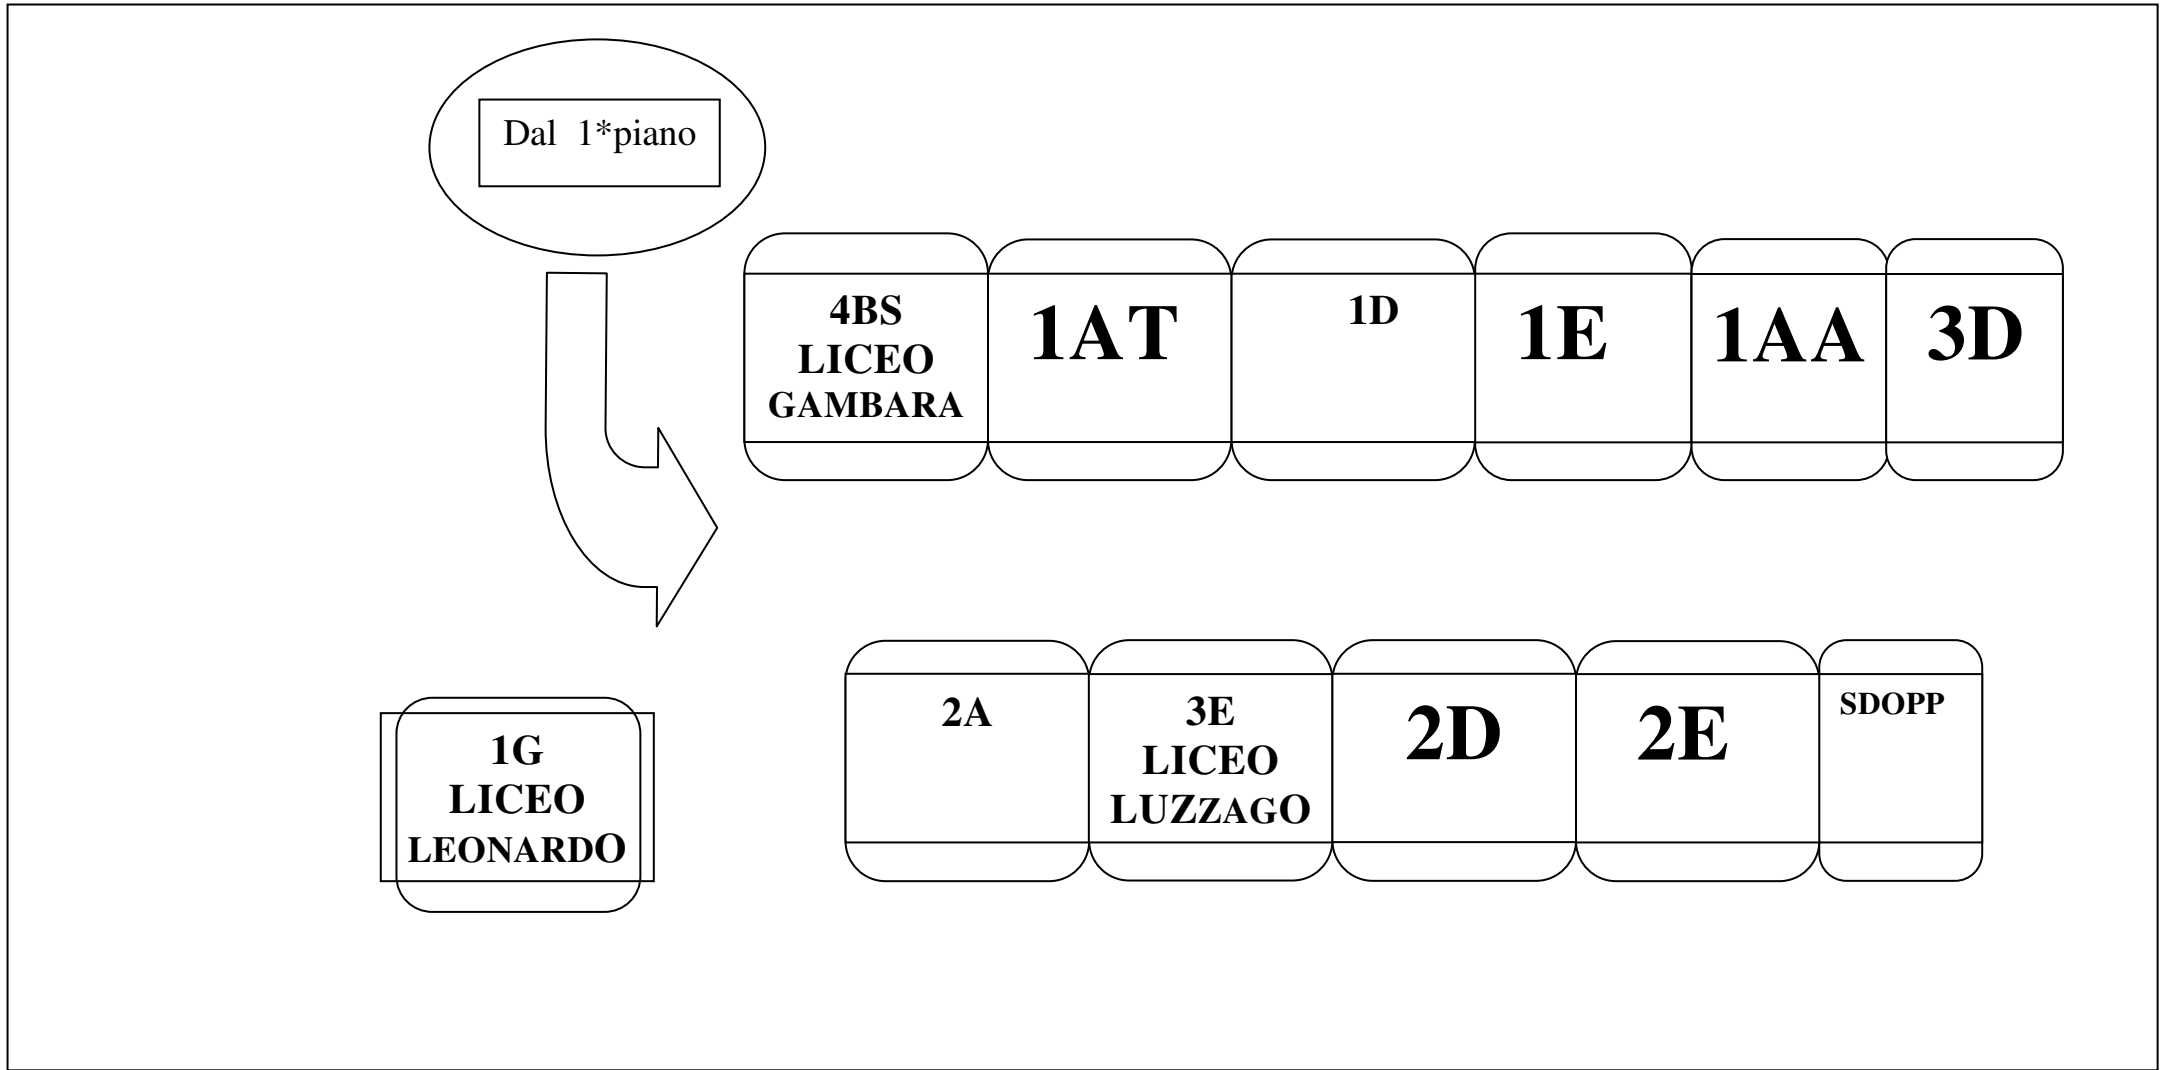 Dal 1*piano
4BS
LICEO
GAMBARA
1AT
1D
1E
1AA
3D
1G
LICEO
LEONARDO
2A
3E
LICEO
LUZZAGO
2D
2E
SDOPP